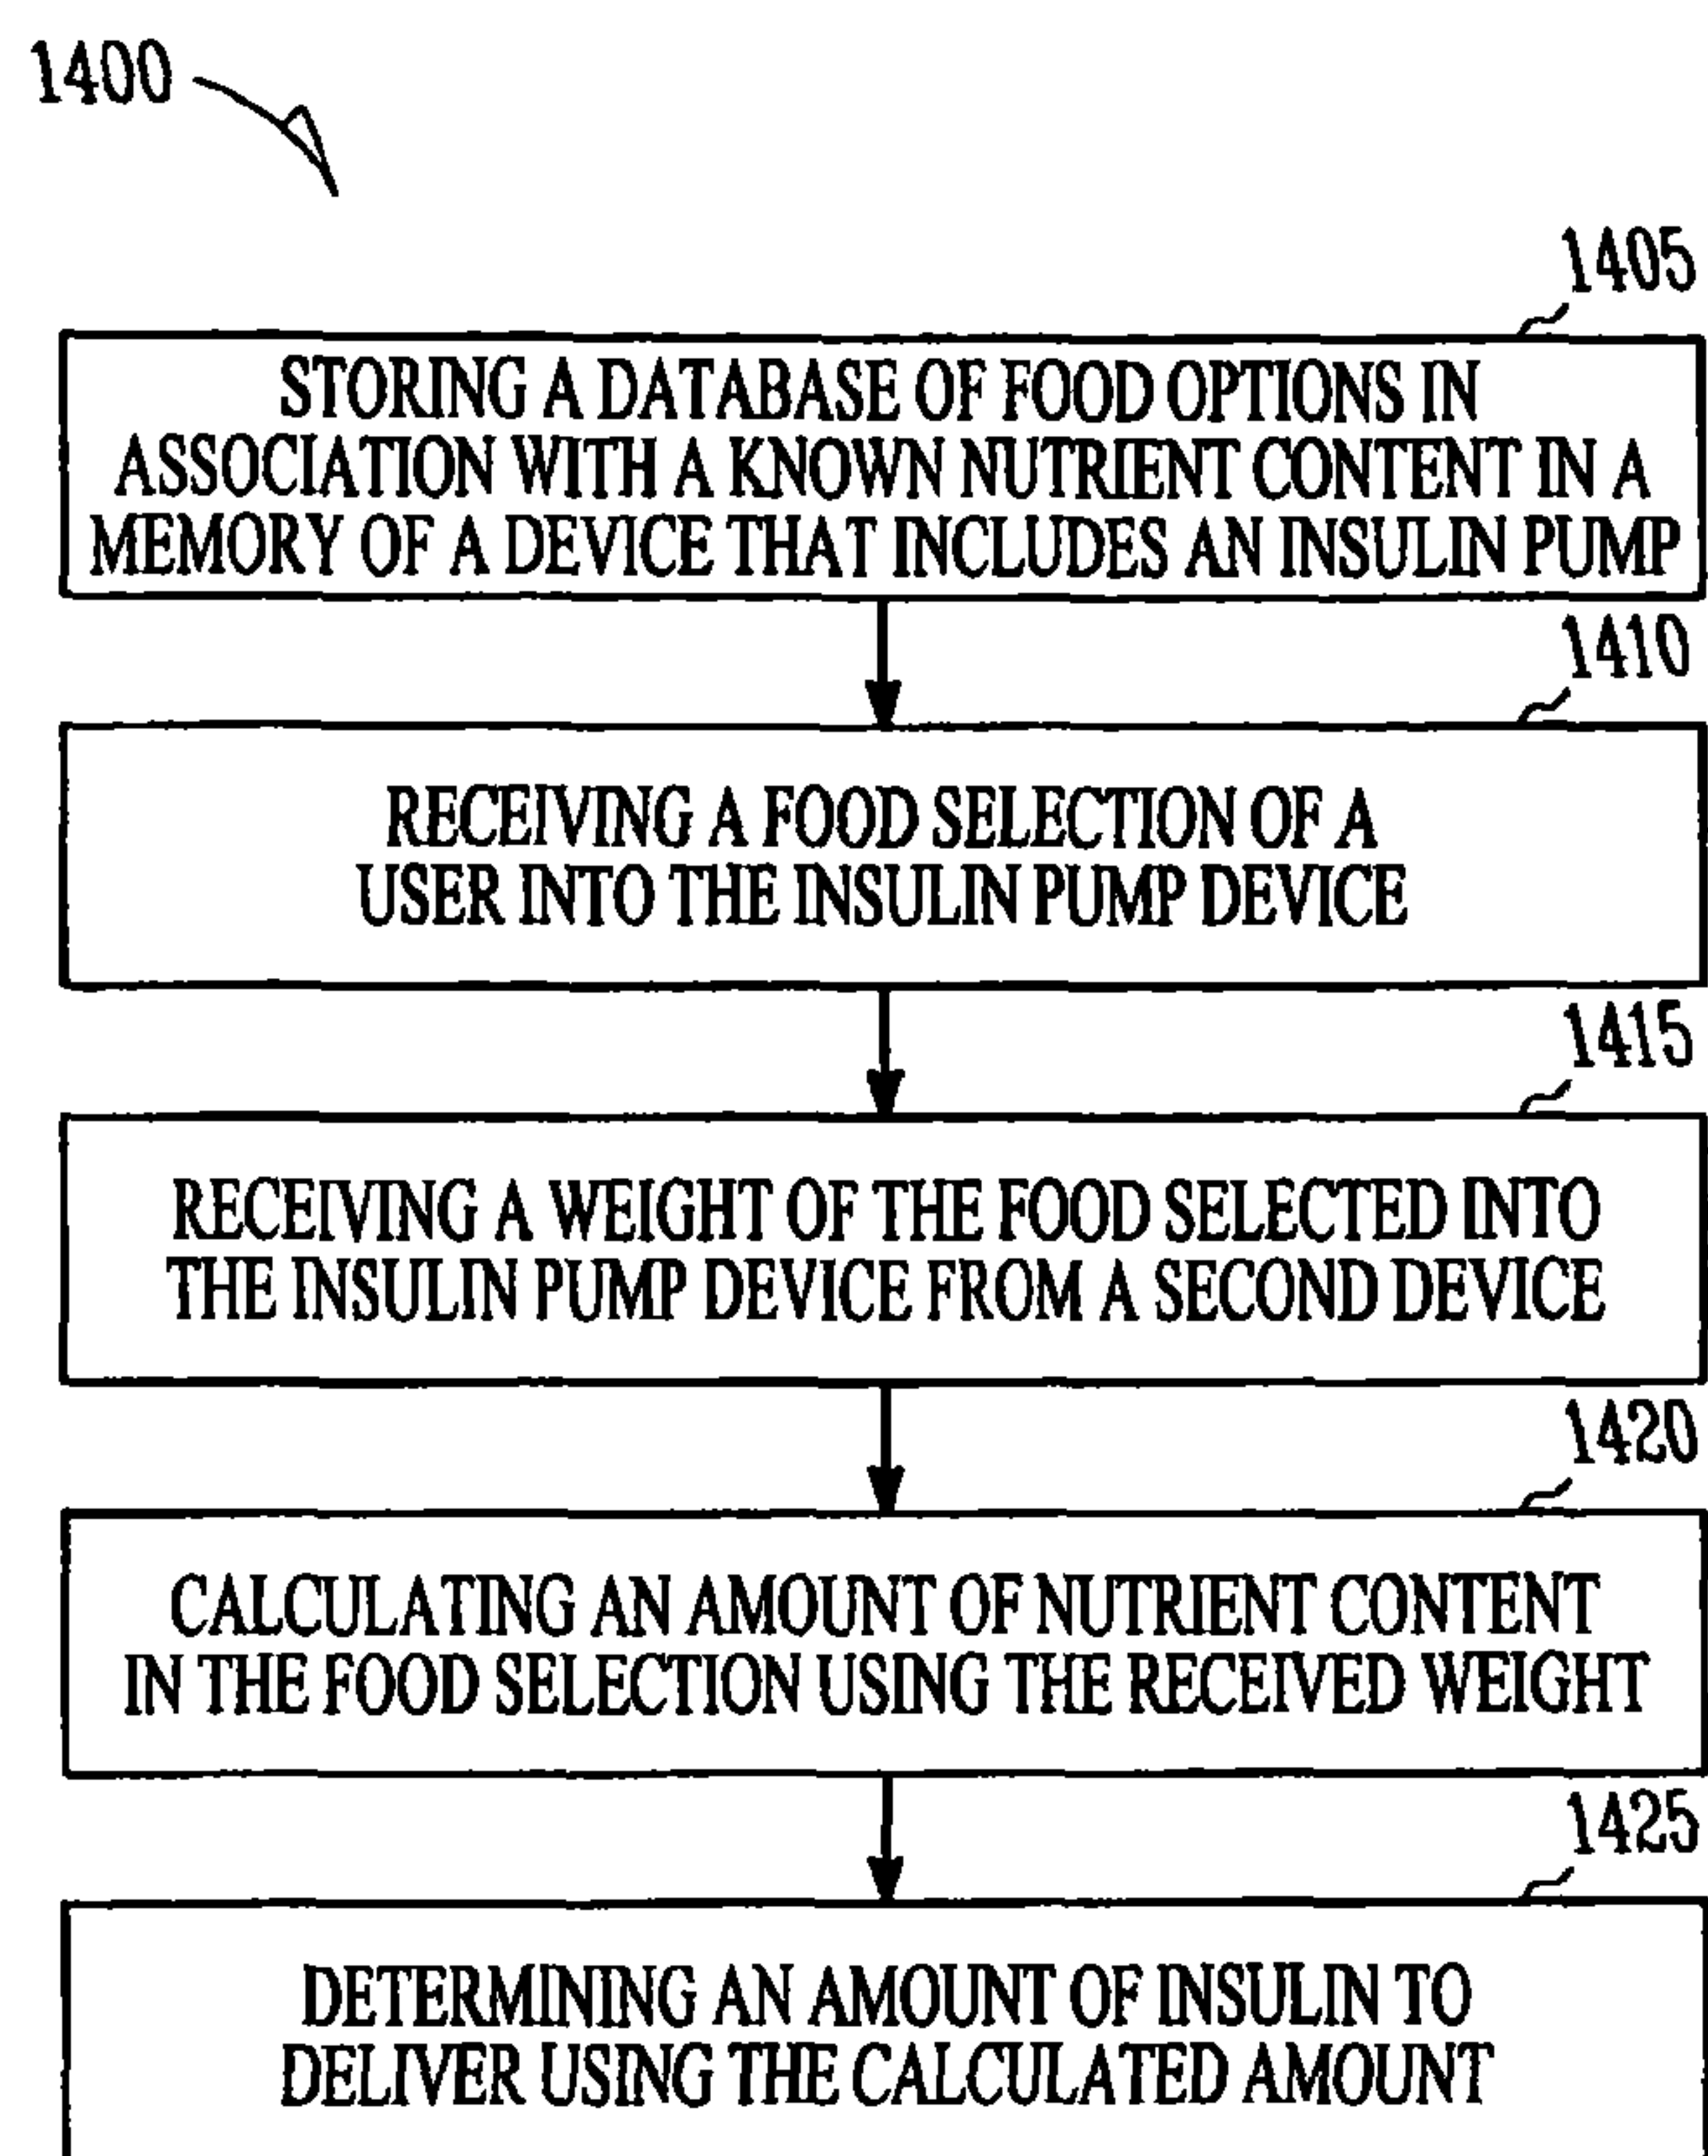 1400
1405
STORING A DATABASE OF FOOD OPTIONS IN
ASSOCIATION WITH A KNOWN NUTRIENT CONTENT IN A
MEMORY OF A DEVICE THAT INCLUDES AN INSULIN PUMP
1410
RECEIVING A FOOD SELECTION OF A
USER INTO THE INSULIN PUMP DEVICE
1415
RECEIVING A WEIGHT OF THE FOOD SELECTED INTO
THE INSULIN PUMP DEVICE FROM A SECOND DEVICE
1420
CALCULATING AN AMOUNT OF NUTRIENT CONTENT
IN THE FOOD SELECTION USING THE RECEIVED WEIGHT
1425
DETERMINING AN AMOUNT OF INSULIN TO
DELIVER USING THE CALCULATED AMOUNT